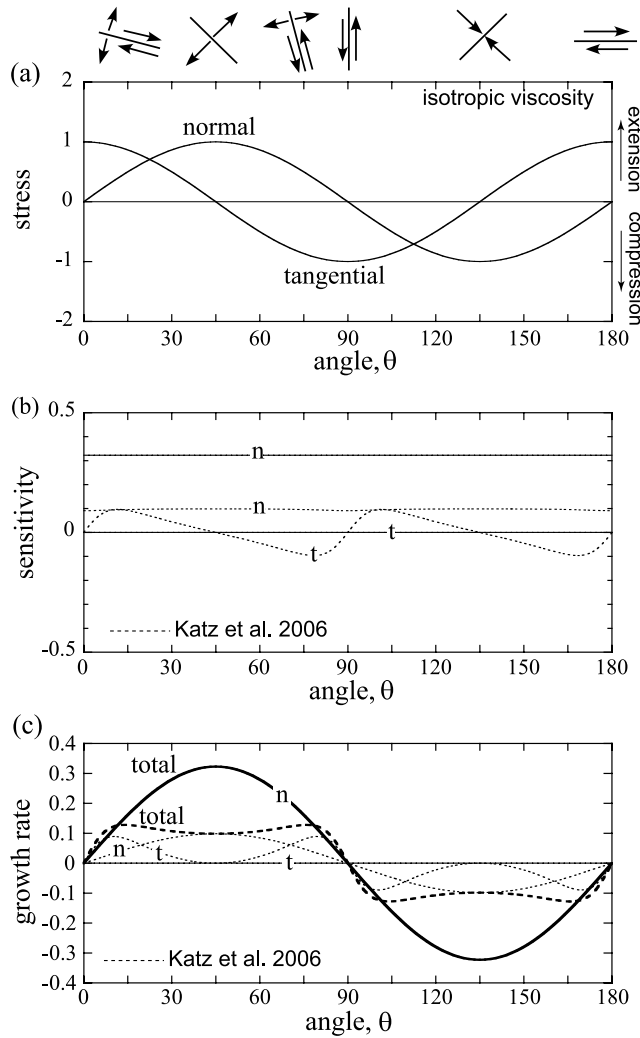 (a)
2
isotropic viscosity
normal
1
stress
0
tangential
-1
-2
extension
compression
0 30 60 90 120 150 180
angle, θ
(b)
0.5
n
n
sensitivity
0
t
t
Katz et al. 2006
-0.5
0 30 60 90 120 150 180
angle, θ
(c)
0.4
total
0.3
n
0.2
total
0.1
n
t
t
growth rate
0
-0.1
-0.2
-0.3
Katz et al. 2006
-0.4
0 30 60 90 120 150 180
angle, θ